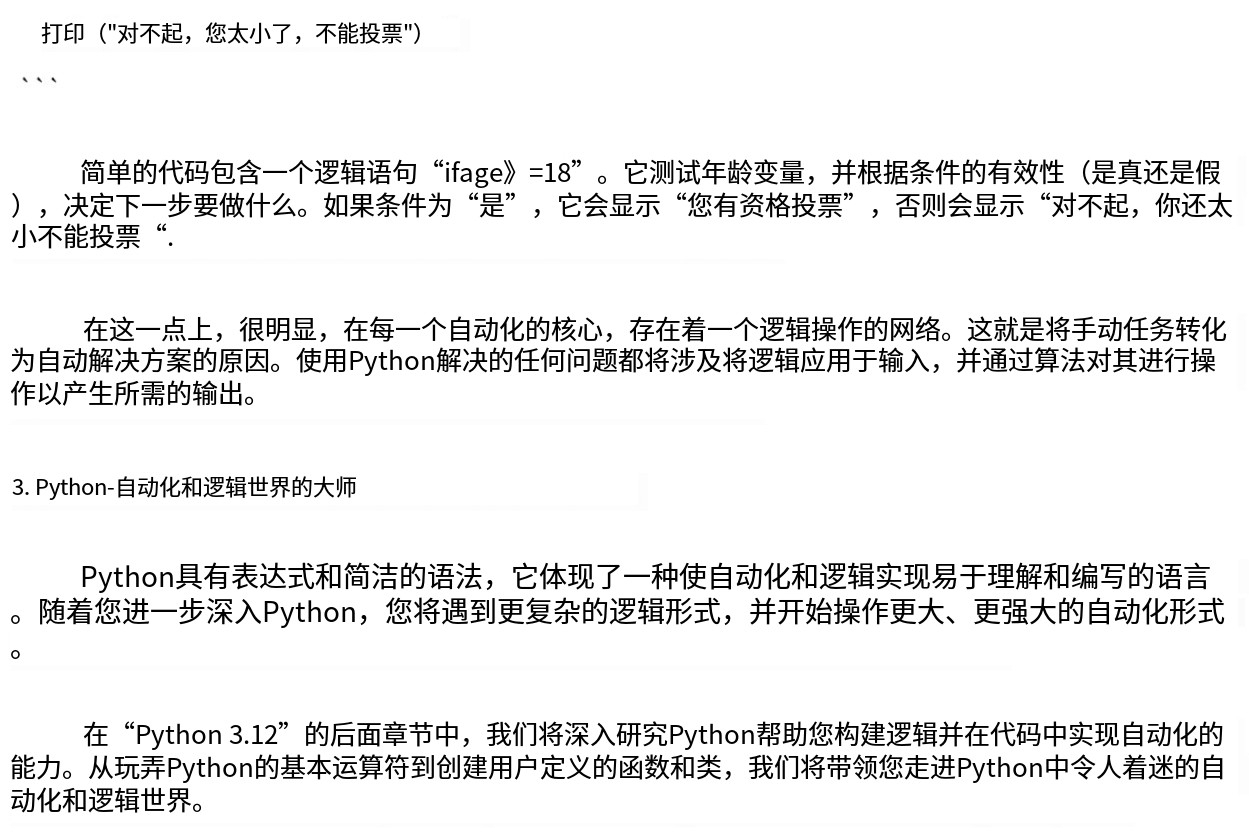 打印（"对不起，您太小了，不能投票"）
```
简单的代码包含一个逻辑语句“ifage》=18”。它测试年龄变量，并根据条件的有效性（是真还是假
），决定下一步要做什么。如果条件为“是”，它会显示“您有资格投票”，否则会显示“对不起，你还太
小不能投票“.
在这一点上，很明显，在每一个自动化的核心，存在着一个逻辑操作的网络。这就是将手动任务转化
为自动解决方案的原因。使用Python解决的任何问题都将涉及将逻辑应用于输入，并通过算法对其进行操
作以产生所需的输出。
3. Python-自动化和逻辑世界的大师
Python具有表达式和简洁的语法，它体现了一种使自动化和逻辑实现易于理解和编写的语言
。随着您进一步深入Python，您将遇到更复杂的逻辑形式，并开始操作更大、更强大的自动化形式
。
在“Python 3.12”的后面章节中，我们将深入研究Python帮助您构建逻辑并在代码中实现自动化的
能力。从玩弄Python的基本运算符到创建用户定义的函数和类，我们将带领您走进Python中令人着迷的自
动化和逻辑世界。